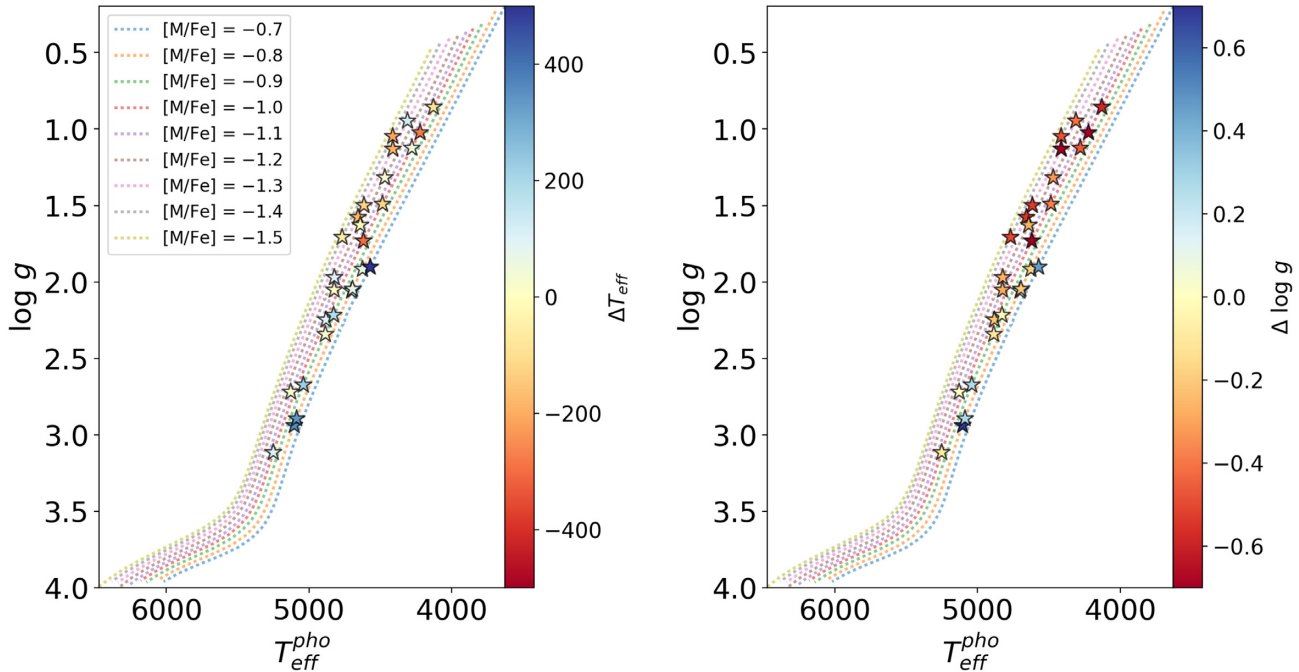 [M/Fe] = −0.7
[M/Fe] = −0.8
[M/Fe] = −0.9
[M/Fe] = −1.0
[M/Fe] = −1.1
[M/Fe] = −1.2
[M/Fe] = −1.3
[M/Fe] = −1.4
[M/Fe] = −1.5
0.5
1.0
1.5
2.0
2.5
3.0
3.5
4.0
log g
6000
5000
4000
T_eff^pho
400
200
0
−200
−400
ΔT_eff
0.5
1.0
1.5
2.0
2.5
3.0
3.5
4.0
log g
6000
5000
4000
T_eff^pho
0.6
0.4
0.2
0.0
−0.2
−0.4
−0.6
Δ log g